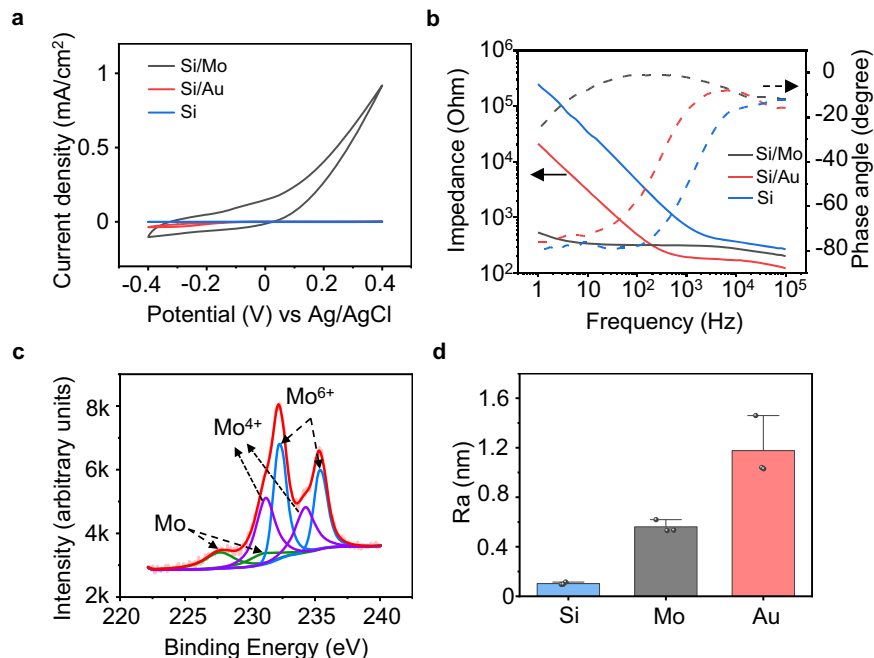 a
Current density (mA/cm²)
1
0.5
0
Si/Mo
Si/Au
Si
-0.4
-0.2
0
0.2
0.4
Potential (V) vs Ag/AgCl
b
Impedance (Ohm)
10⁶
10⁵
10⁴
10³
10²
Si/Mo
Si/Au
Si
0
-20
-40
-60
-80
Phase angle (degree)
1
10
10²
10³
10⁴
10⁵
Frequency (Hz)
c
Intensity (arbitrary units)
8k
6k
4k
2k
Mo⁶⁺
Mo⁴⁺
Mo
220
225
230
235
240
Binding Energy (eV)
d
Ra (nm)
1.6
1.2
0.8
0.4
0
Si
Mo
Au